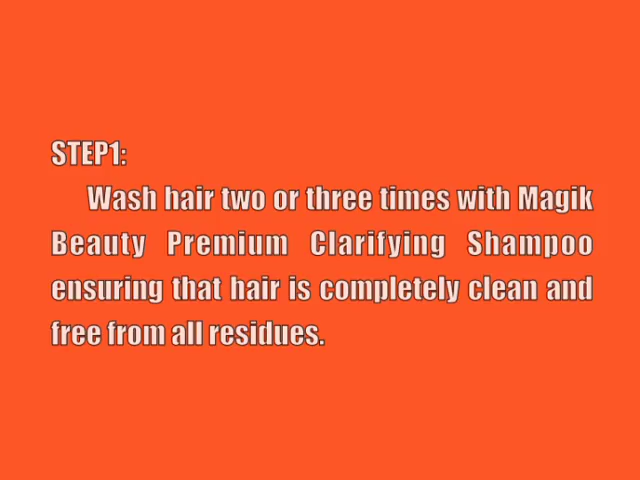 STEP1:
Wash hair two or three times with Magik
Beauty Premium Clarifying Shampoo
ensuring that hair is completely clean and
free from all residues.